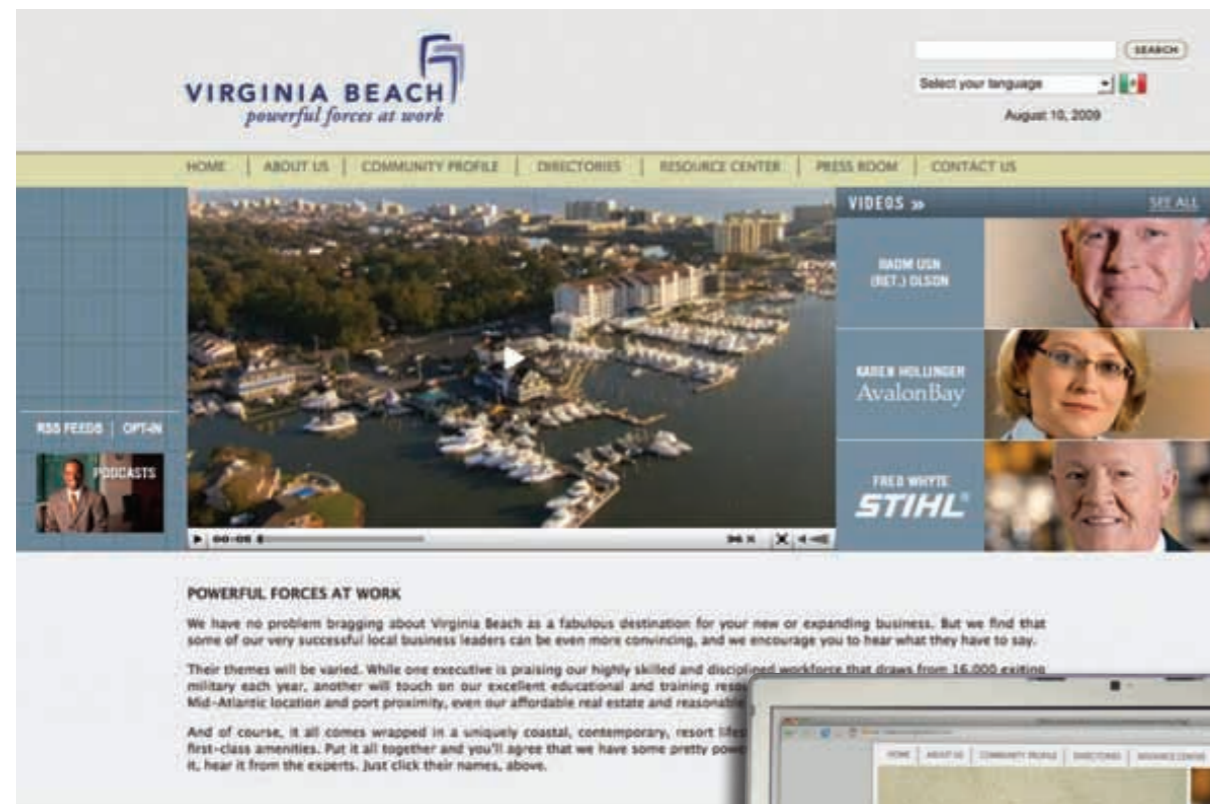 VIRGINIA BEACH
powerful forces at work
SEARCH
Select your language
August 10, 2009
HOME | ABOUT US | COMMUNITY PROFILE | DIRECTORIES | RESOURCE CENTER | PRESS ROOM | CONTACT US
VIDEOS »
SEE ALL
RADM USN
(RET.) OLSON
KAREN HOLLINGER
AvalonBay
FRED WHYTE
STIHL®
RSS FEEDS | OPT-IN
PODCASTS
00:05
POWERFUL FORCES AT WORK
We have no problem bragging about Virginia Beach as a fabulous destination for your new or expanding business. But we find that
some of our very successful local business leaders can be even more convincing, and we encourage you to hear what they have to say.
Their themes will be varied. While one executive is praising our highly skilled and disciplined workforce that draws from 16,000 exiting
military each year, another will touch on our excellent educational and training
Mid-Atlantic location and port proximity, even our affordable real estate and reasonable
And of course, it all comes wrapped in a uniquely coastal, contemporary, resort
first-class amenities. Put it all together and you'll agree that we have some pretty
it, hear it from the experts. Just click their names, above.
HOME | ABOUT US | COMMUNITY PROFILE | DIRECTORIES | RESOURCE CENTER